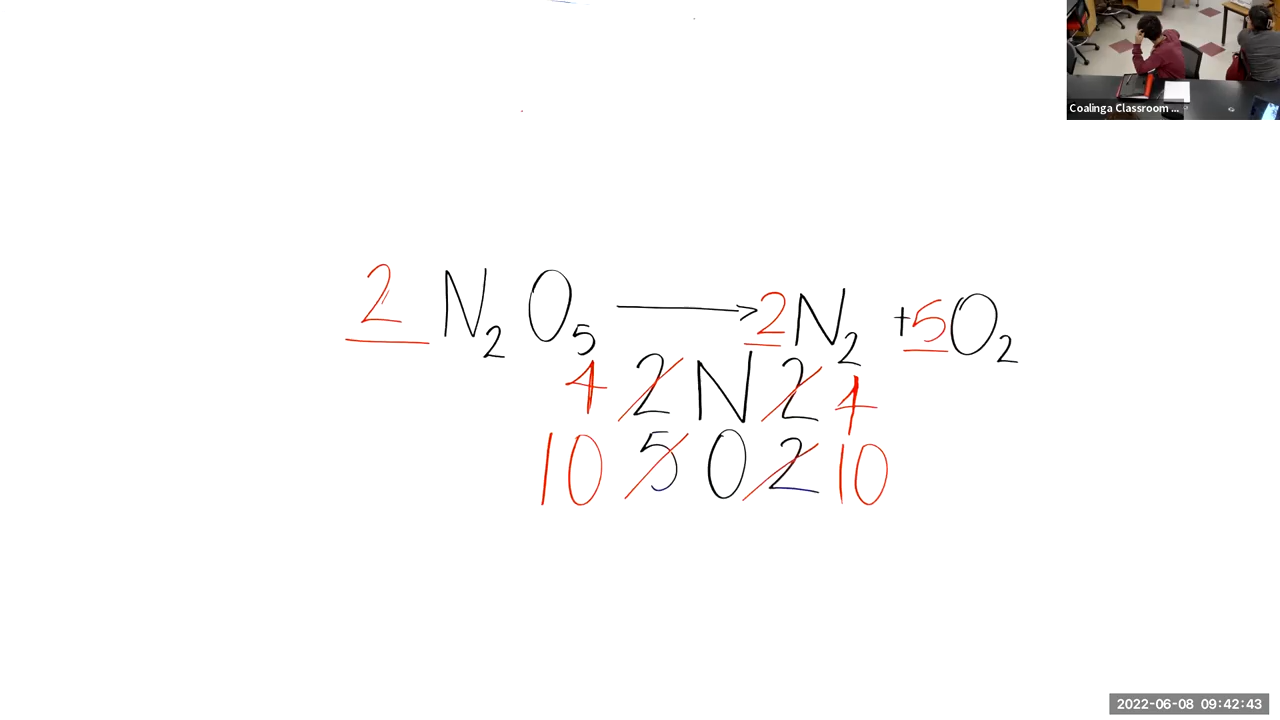 Coalinga Classroom ...
2 N₂O₅ ⟶ 2N₂ + 5O₂
4 2 N 2 4
10 5 O 2 10
2022-06-08 09:42:43